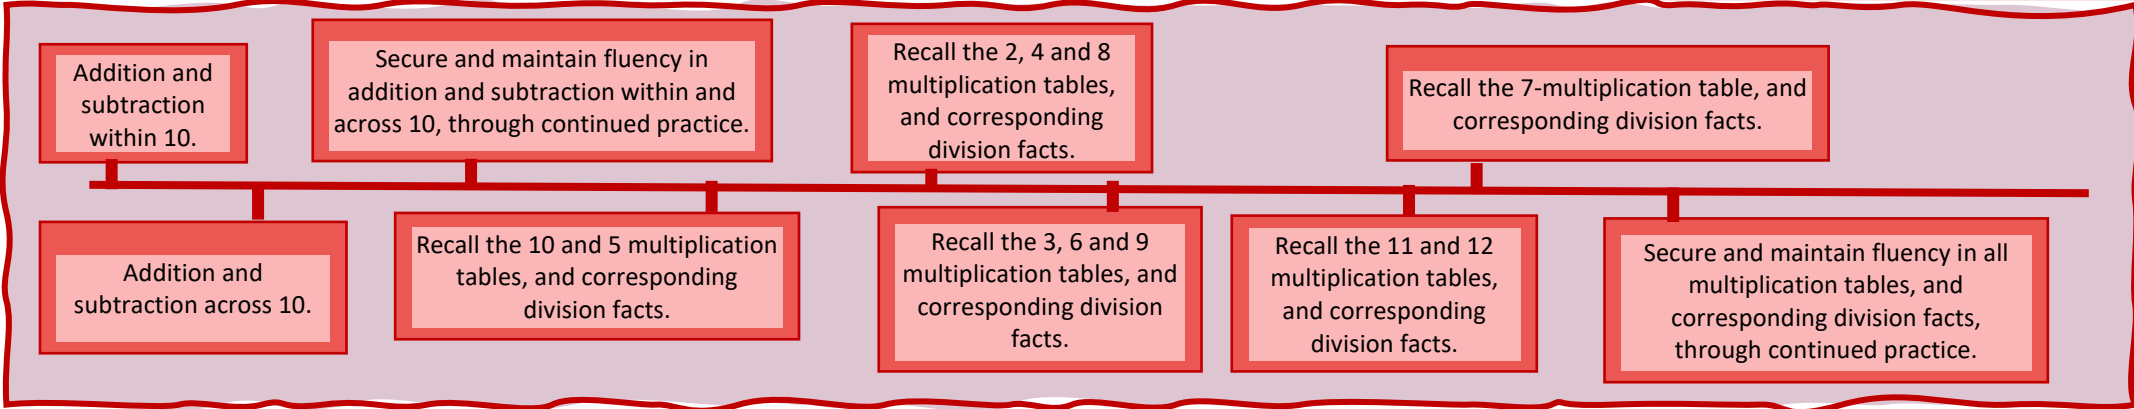 Addition and
subtraction
within 10.
Addition and
subtraction across 10.
Secure and maintain fluency in
addition and subtraction within and
across 10, through continued practice.
Recall the 10 and 5 multiplication
tables, and corresponding
division facts.
Recall the 2, 4 and 8
multiplication tables,
and corresponding
division facts.
Recall the 3, 6 and 9
multiplication tables, and
corresponding division
facts.
Recall the 11 and 12
multiplication tables,
and corresponding
division facts.
Recall the 7-multiplication table, and
corresponding division facts.
Secure and maintain fluency in all
multiplication tables, and
corresponding division facts,
through continued practice.